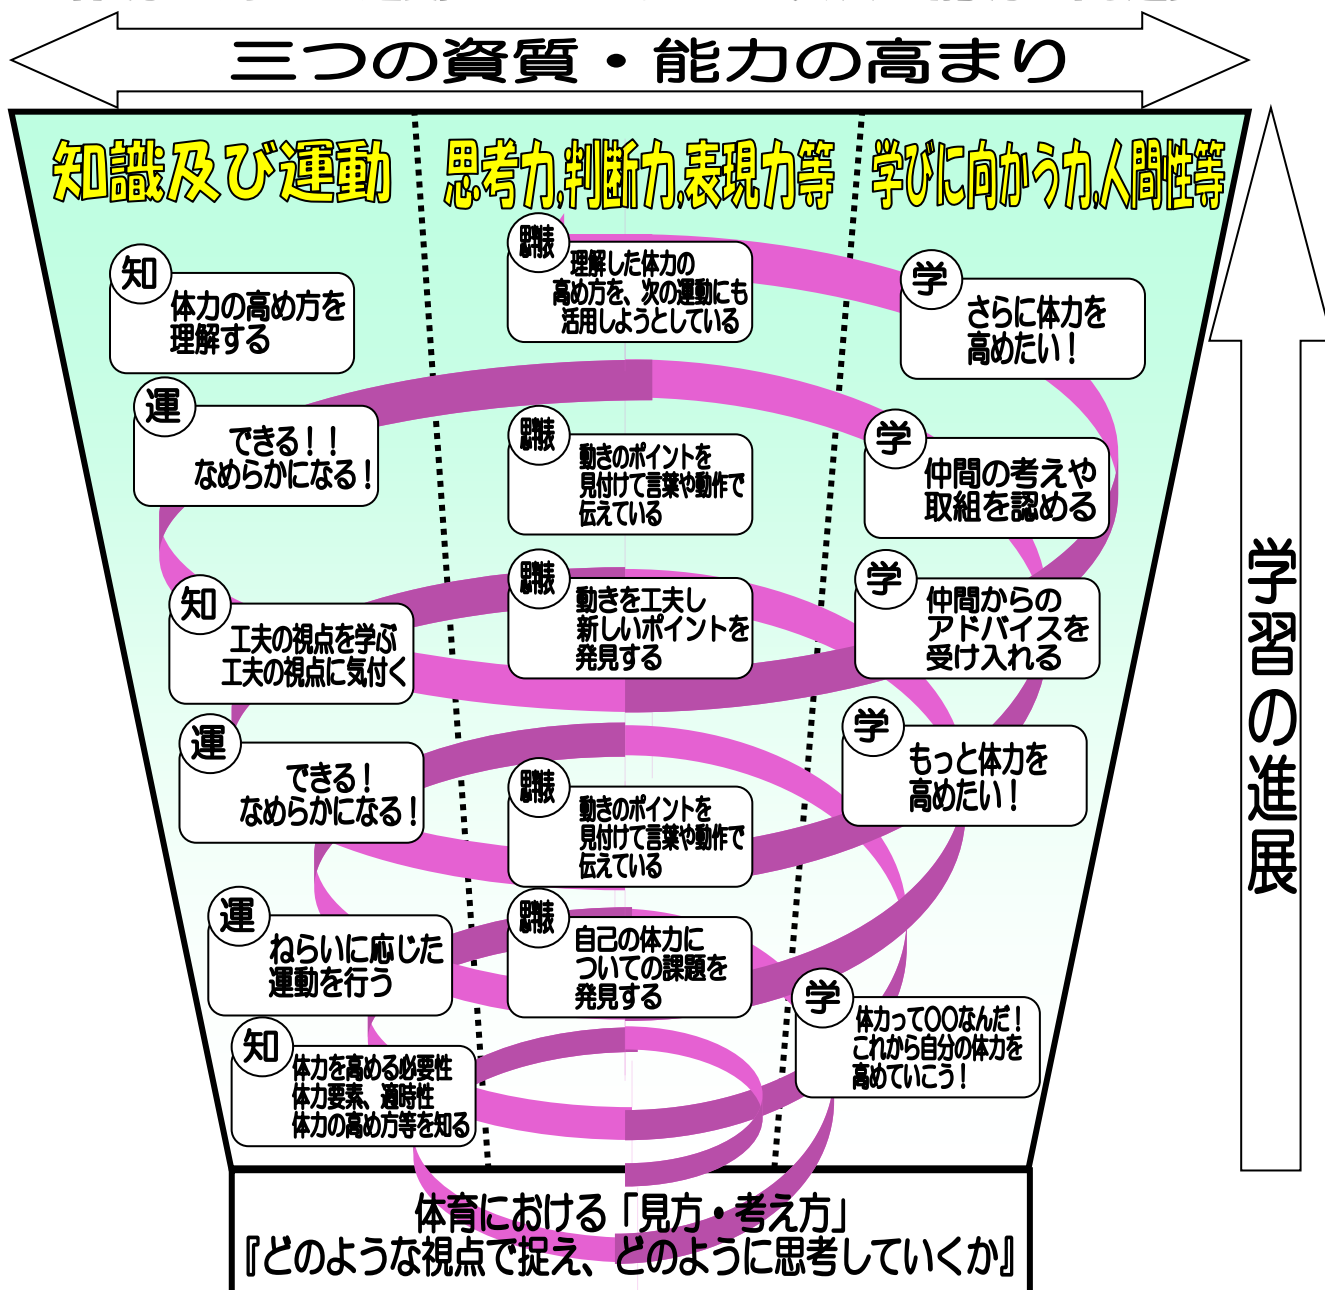 三つの資質・能力の高まり
知識及び運動
思考力,判断力,表現力等
学びに向かう力,人間性等
思判表
理解した体力の
高め方を、次の運動にも
活用しようとしている
知
体力の高め方を
理解する
学
さらに体力を
高めたい！
運
できる！！
なめらかになる！
思判表
動きのポイントを
見付けて言葉や動作で
伝えている
学
仲間の考えや
取組を認める
知
工夫の視点を学ぶ
工夫の視点に気付く
思判表
動きを工夫し
新しいポイントを
発見する
学
仲間からの
アドバイスを
受け入れる
運
できる！
なめらかになる！
思判表
動きのポイントを
見付けて言葉や動作で
伝えている
学
もっと体力を
高めたい！
運
ねらいに応じた
運動を行う
思判表
自己の体力に
ついての課題を
発見する
学
体力って〇〇なんだ！
これから自分の体力を
高めていこう！
知
体力を高める必要性
体力要素、適時性
体力の高め方等を知る
体育における「見方・考え方」
『どのような視点で捉え、どのように思考していくか』
学習の進展